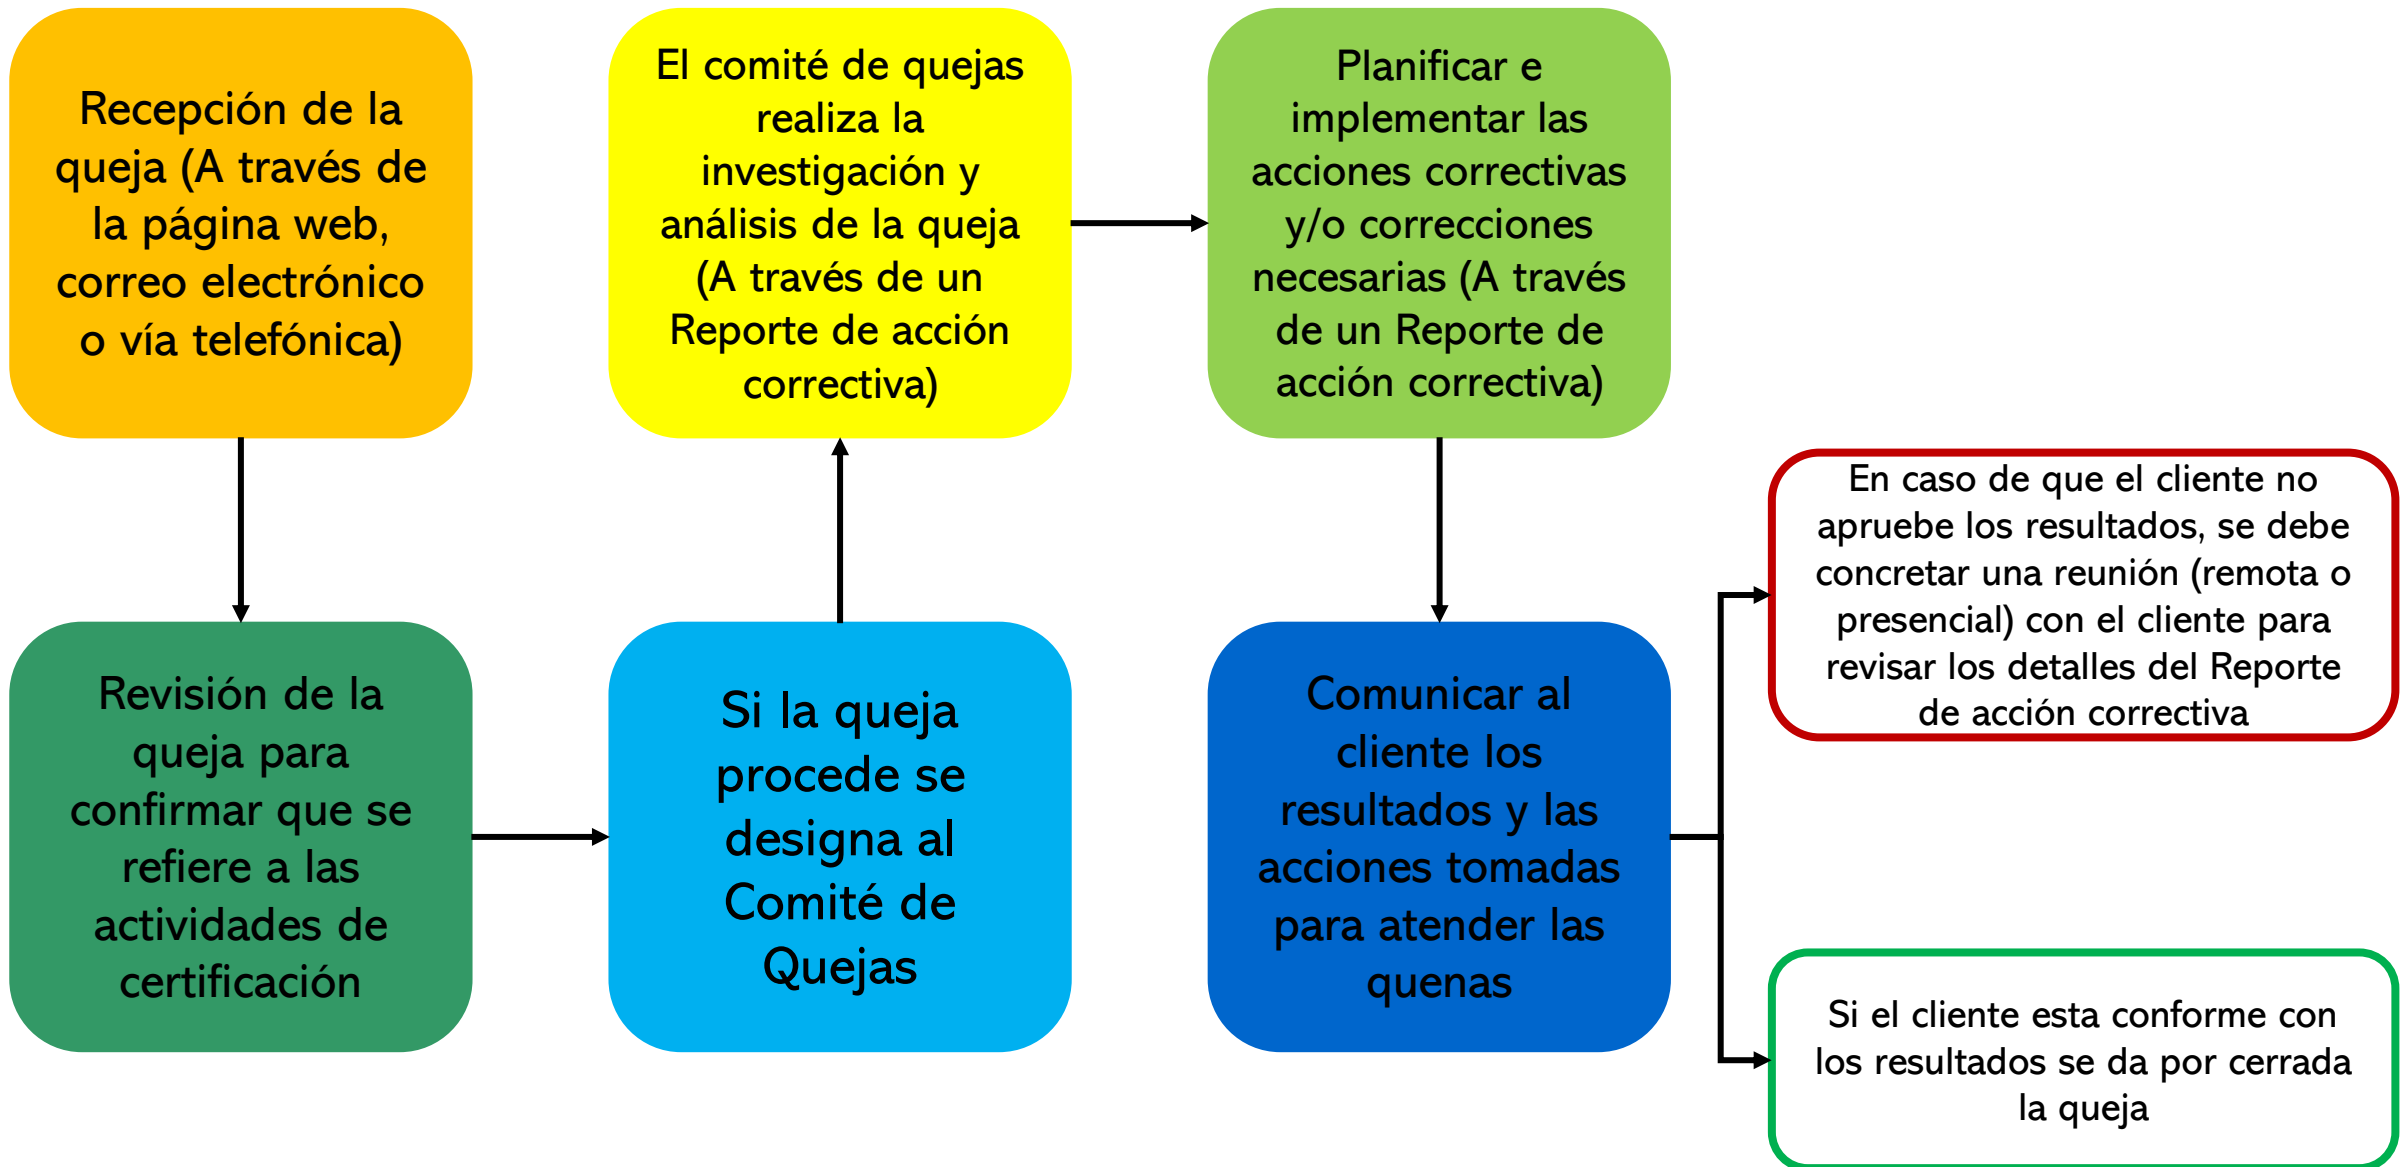 Recepción de la
queja (A través de
la página web,
correo electrónico
o vía telefónica)
Revisión de la
queja para
confirmar que se
refiere a las
actividades de
certificación
Si la queja
procede se
designa al
Comité de
Quejas
El comité de quejas
realiza la
investigación y
análisis de la queja
(A través de un
Reporte de acción
correctiva)
Planificar e
implementar las
acciones correctivas
y/o correcciones
necesarias (A través
de un Reporte de
acción correctiva)
Comunicar al
cliente los
resultados y las
acciones tomadas
para atender las
quenas
En caso de que el cliente no
apruebe los resultados, se debe
concretar una reunión (remota o
presencial) con el cliente para
revisar los detalles del Reporte
de acción correctiva
Si el cliente esta conforme con
los resultados se da por cerrada
la queja